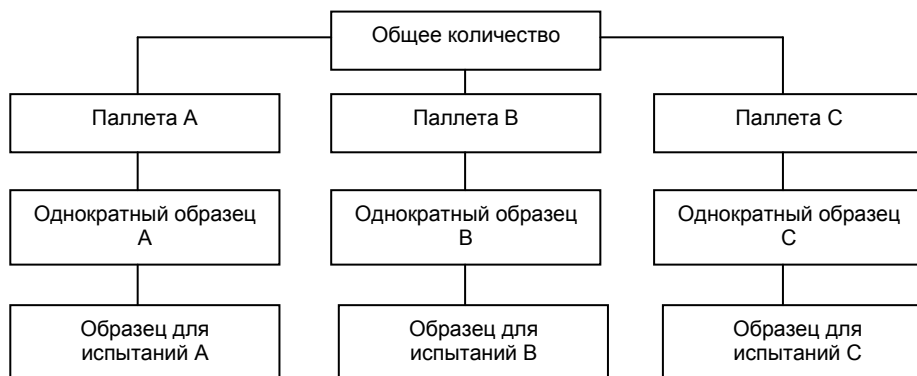 Общее количество
Паллета А
Паллета В
Паллета С
Однократный образец
А
Однократный образец
В
Однократный образец
С
Образец для
испытаний А
Образец для
испытаний В
Образец для
испытаний С